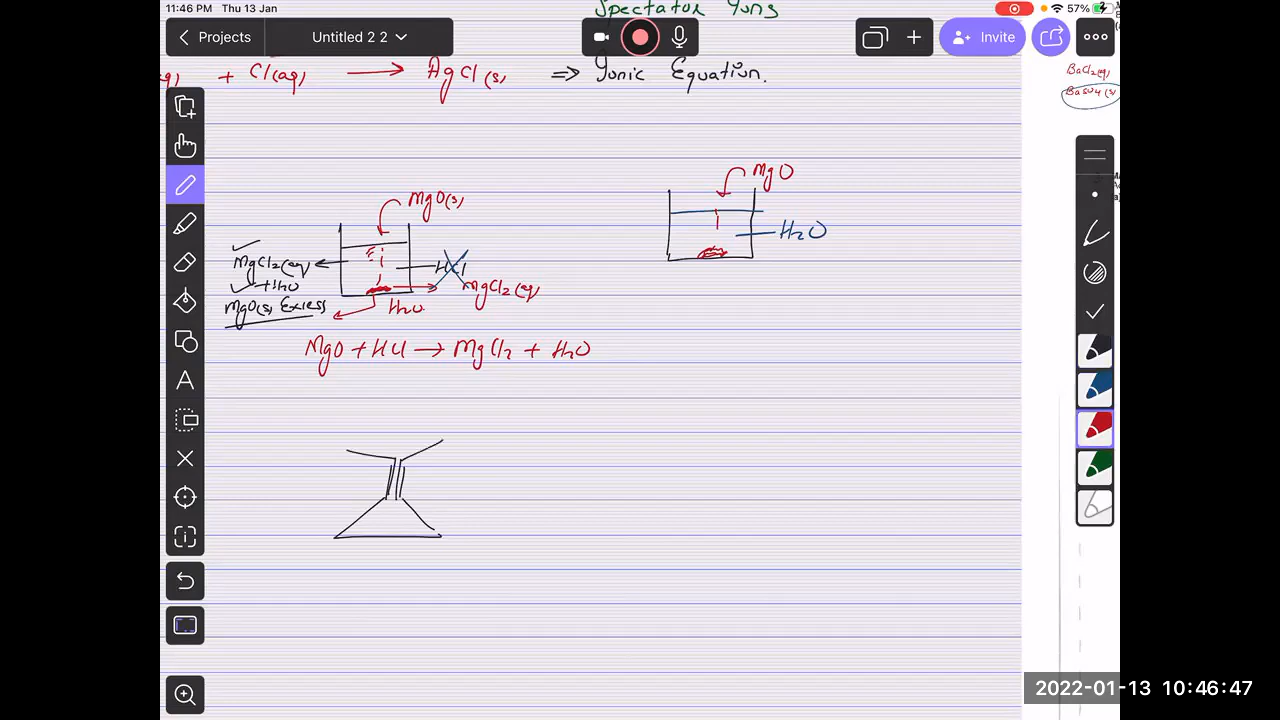 11:46 PM Thu 13 Jan
57%
Spectator Yons
Projects
Untitled 2 2
Invite
+ Cl(aq) → AgCl(s) ⇒ Yonic Equation.
BaCl2(aq)
BaSO4(s)
MgO(s)
MgO
H2O
MgCl2(aq)
HCl
+ H2O
MgCl2(aq)
MgO(s) Excess
H2O
MgO + HCl → MgCl2 + H2O
A
2022-01-13 10:46:47